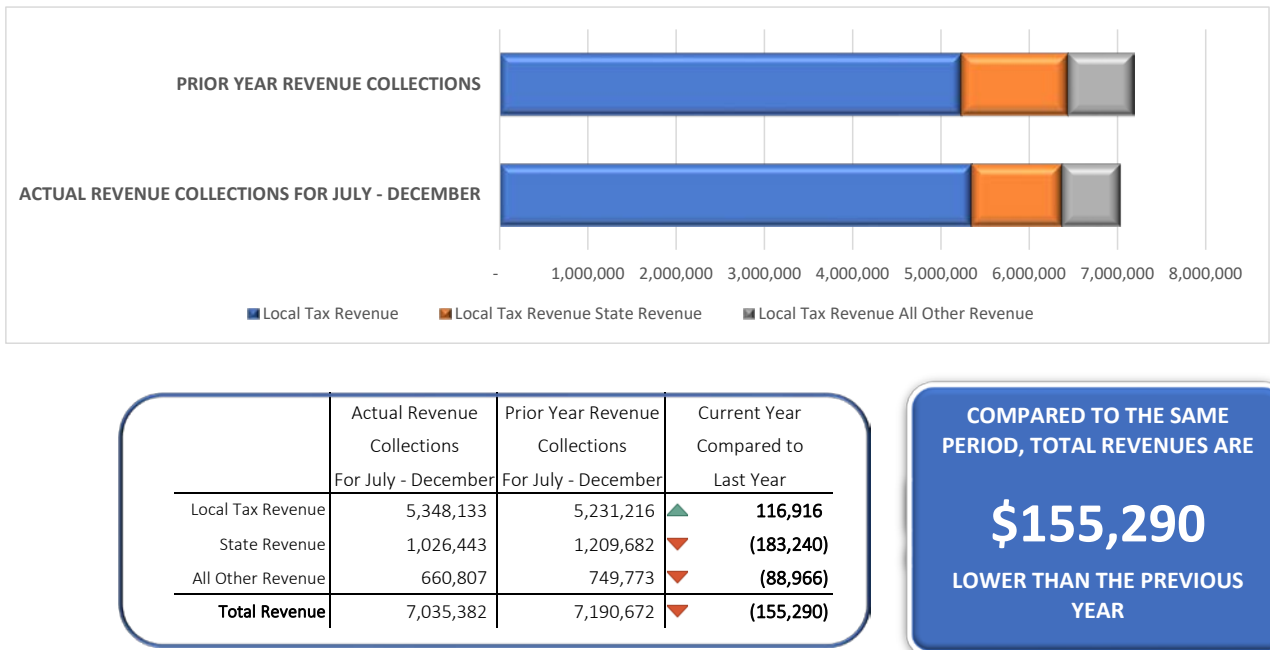 PRIOR YEAR REVENUE COLLECTIONS
ACTUAL REVENUE COLLECTIONS FOR JULY - DECEMBER
- 1,000,000 2,000,000 3,000,000 4,000,000 5,000,000 6,000,000 7,000,000 8,000,000
Local Tax Revenue Local Tax Revenue State Revenue Local Tax Revenue All Other Revenue
Actual Revenue Prior Year Revenue Current Year
Collections Collections Compared to
For July - December For July - December Last Year
Local Tax Revenue 5,348,133 5,231,216 116,916
State Revenue 1,026,443 1,209,682 (183,240)
All Other Revenue 660,807 749,773 (88,966)
Total Revenue 7,035,382 7,190,672 (155,290)
COMPARED TO THE SAME
PERIOD, TOTAL REVENUES ARE
$155,290
LOWER THAN THE PREVIOUS
YEAR